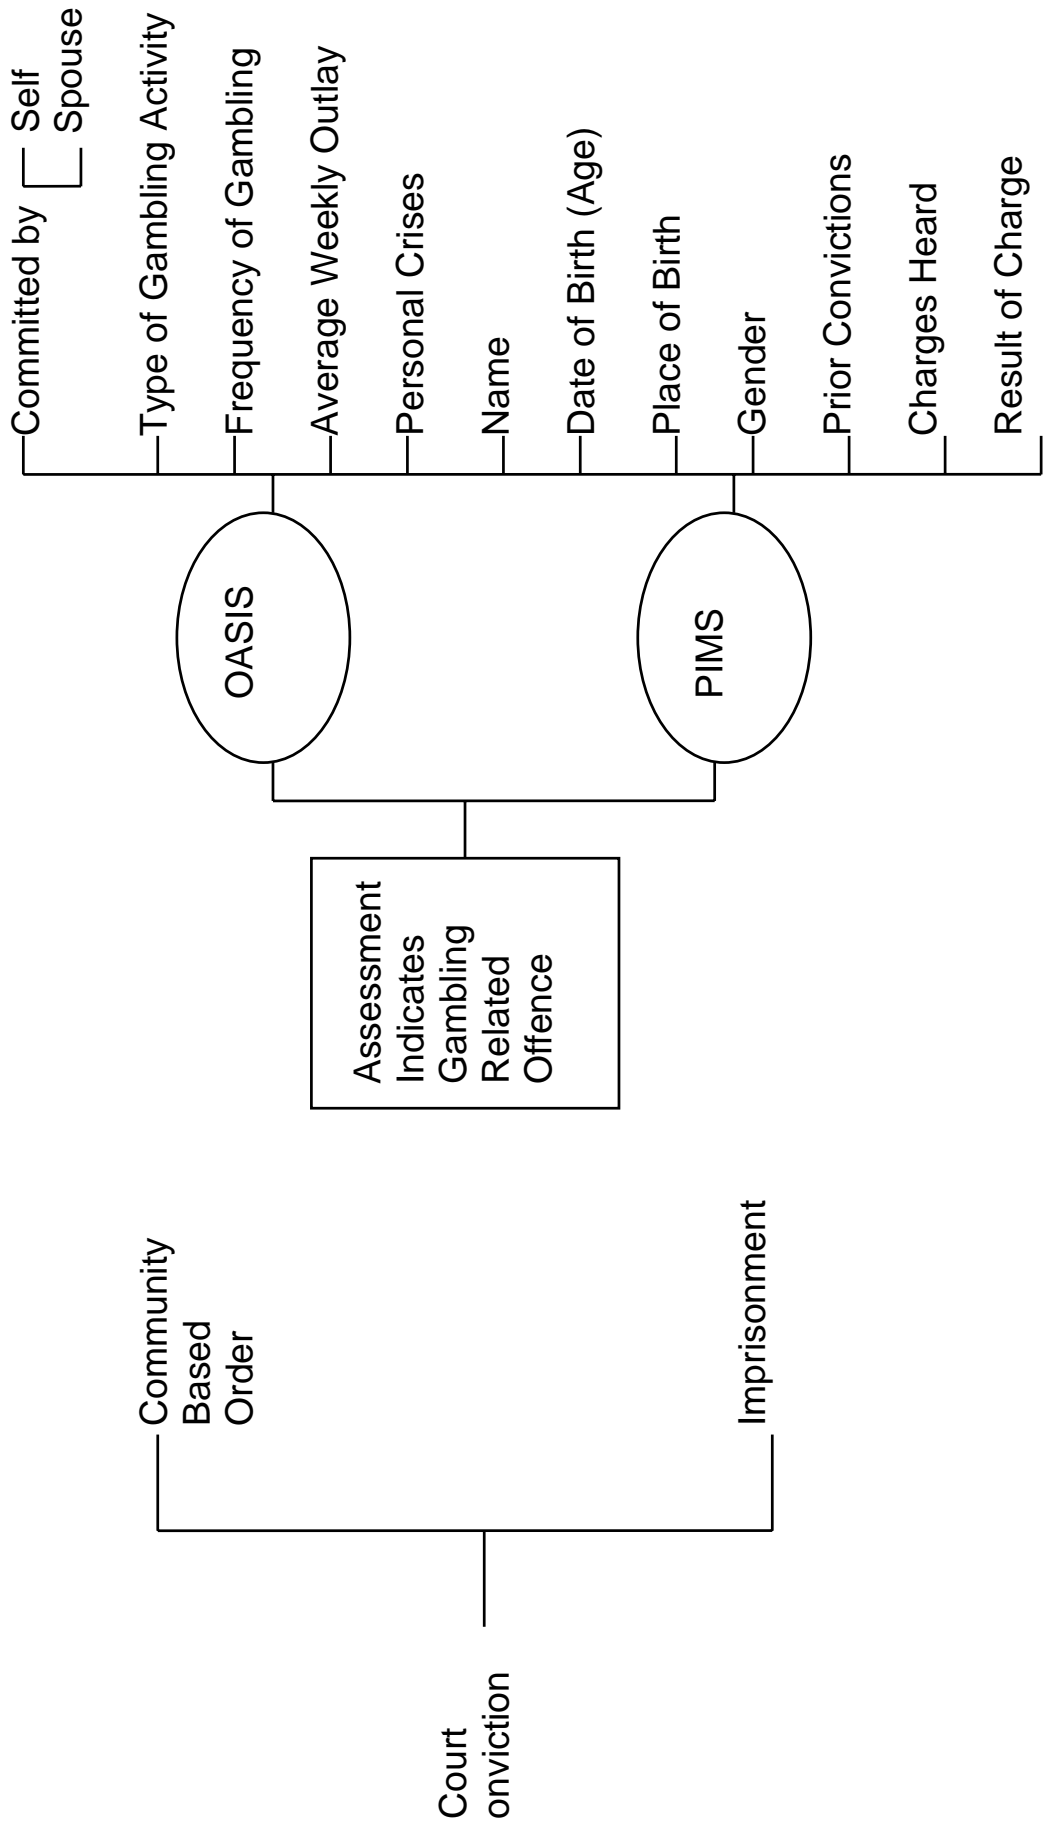 Court
onviction
Community
Based
Order
Imprisonment
Assessment
Indicates
Gambling
Related
Offence
OASIS
PIMS
Committed by
Self
Spouse
Type of Gambling Activity
Frequency of Gambling
Average Weekly Outlay
Personal Crises
Name
Date of Birth (Age)
Place of Birth
Gender
Prior Convictions
Charges Heard
Result of Charge